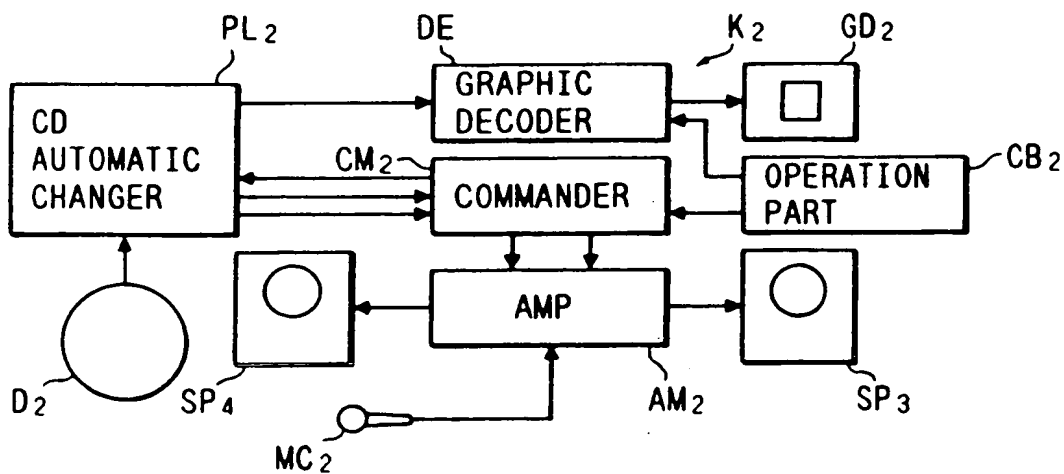 PL₂
DE
K₂
GD₂
CD
AUTOMATIC
CHANGER
GRAPHIC
DECODER
CM₂
COMMANDER
OPERATION
PART
CB₂
AMP
D₂
SP₄
AM₂
SP₃
MC₂